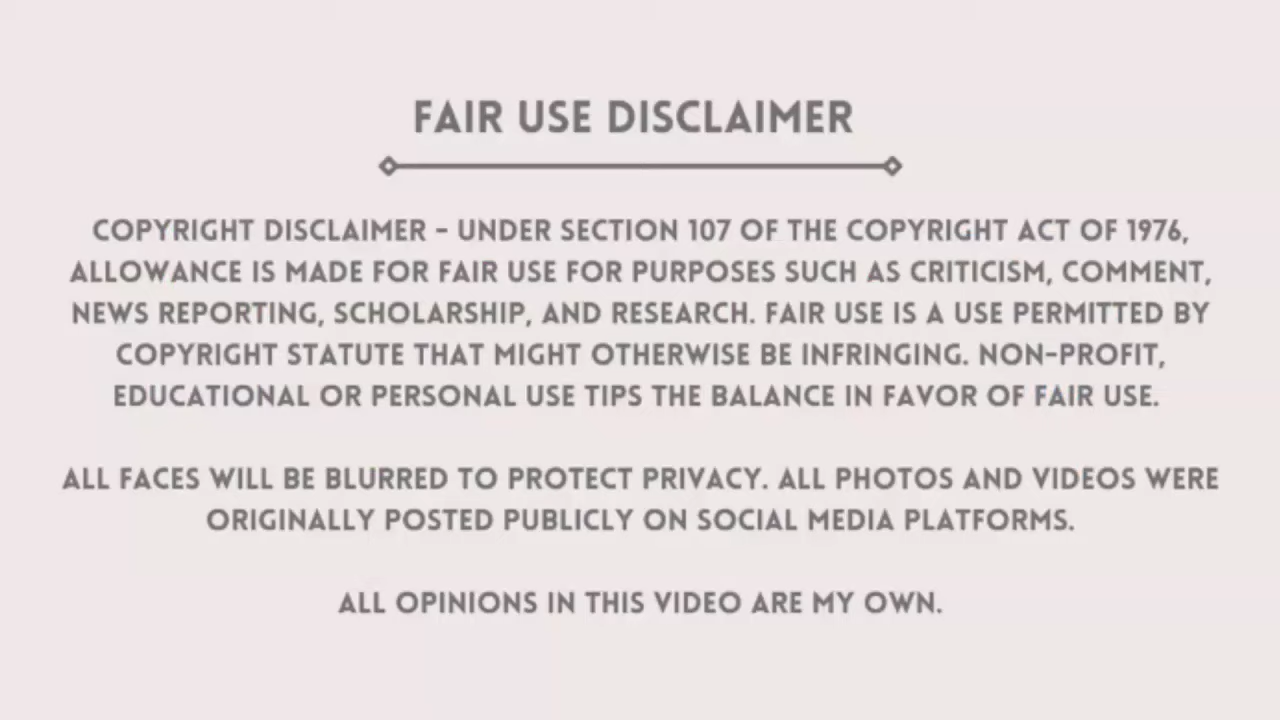 FAIR USE DISCLAIMER
COPYRIGHT DISCLAIMER - UNDER SECTION 107 OF THE COPYRIGHT ACT OF 1976,
ALLOWANCE IS MADE FOR FAIR USE FOR PURPOSES SUCH AS CRITICISM, COMMENT,
NEWS REPORTING, SCHOLARSHIP, AND RESEARCH. FAIR USE IS A USE PERMITTED BY
COPYRIGHT STATUTE THAT MIGHT OTHERWISE BE INFRINGING. NON-PROFIT,
EDUCATIONAL OR PERSONAL USE TIPS THE BALANCE IN FAVOR OF FAIR USE.
ALL FACES WILL BE BLURRED TO PROTECT PRIVACY. ALL PHOTOS AND VIDEOS WERE
ORIGINALLY POSTED PUBLICLY ON SOCIAL MEDIA PLATFORMS.
ALL OPINIONS IN THIS VIDEO ARE MY OWN.